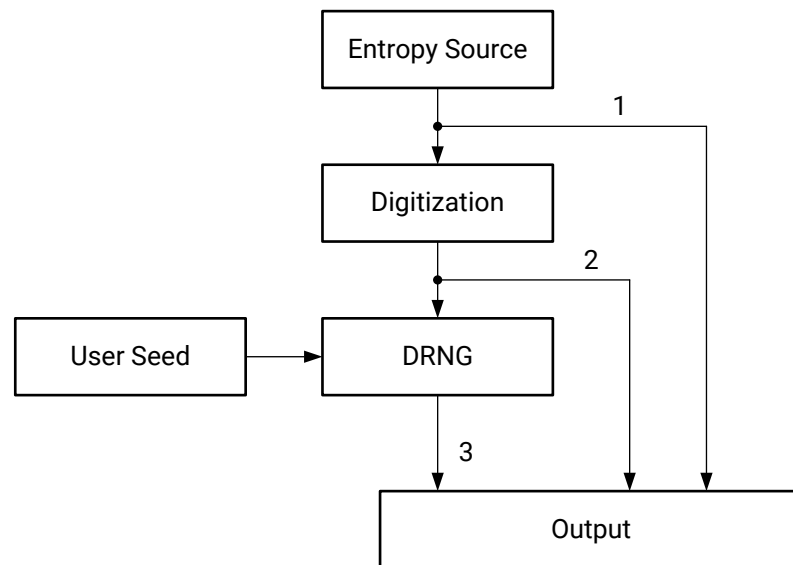 Entropy Source
1
Digitization
2
User Seed
DRNG
3
Output